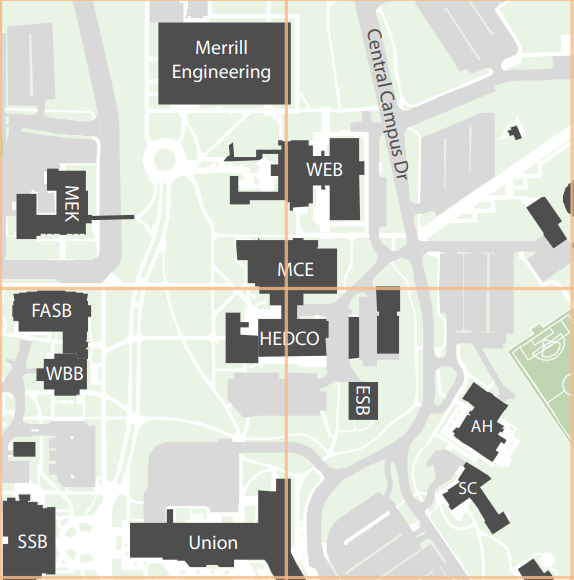 Merrill
Engineering
Central Campus Dr
WEB
MEK
MCE
FASB
HEDCO
WBB
ESB
AH
SC
SSB
Union